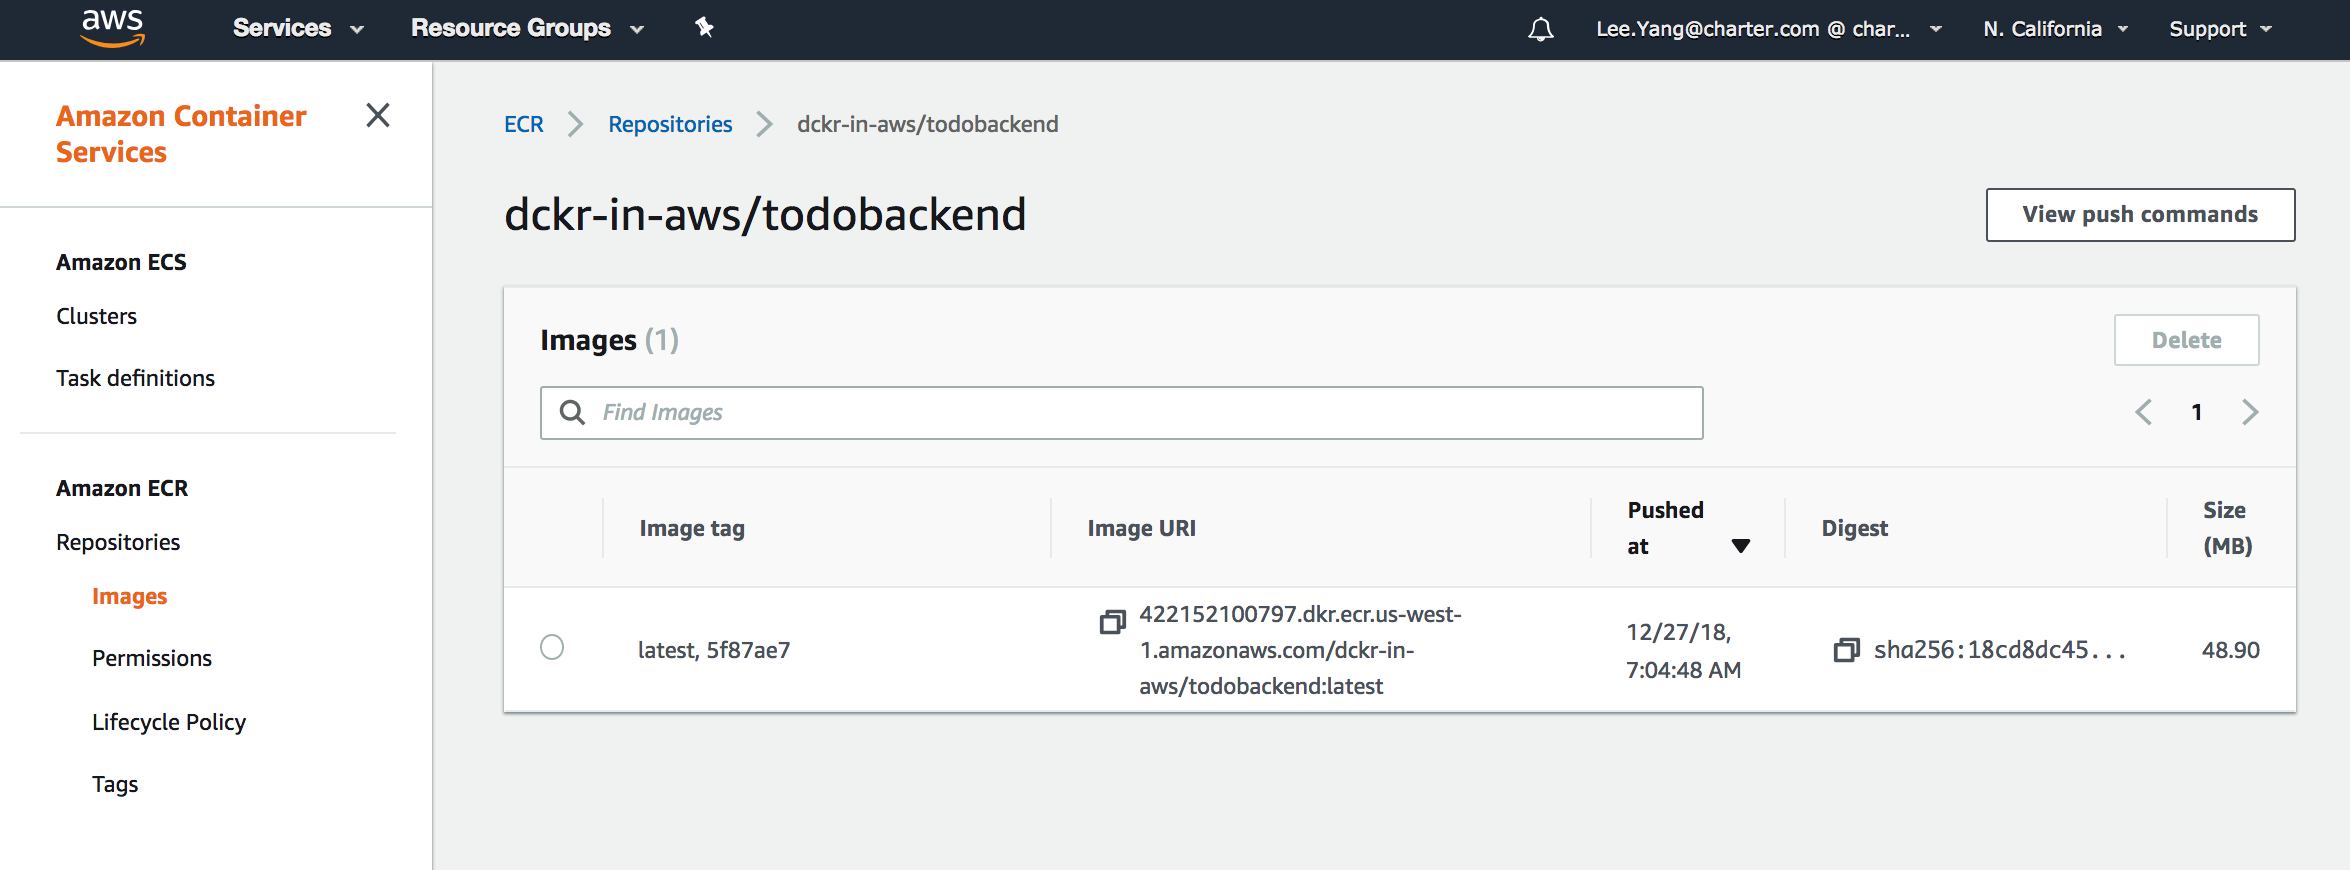 aws Services Resource Groups Lee.Yang@charter.com @ char... N. California Support
Amazon Container
Services
Amazon ECS
Clusters
Task definitions
Amazon ECR
Repositories
Images
Permissions
Lifecycle Policy
Tags
ECR Repositories dckr-in-aws/todobackend
dckr-in-aws/todobackend
View push commands
Images (1)
Delete
Find Images
1
Image tag
Image URI
Pushed
at
Digest
Size
(MB)
latest, 5f87ae7
422152100797.dkr.ecr.us-west-
1.amazonaws.com/dckr-in-
aws/todobackend:latest
12/27/18,
7:04:48 AM
sha256:18cd8dc45...
48.90